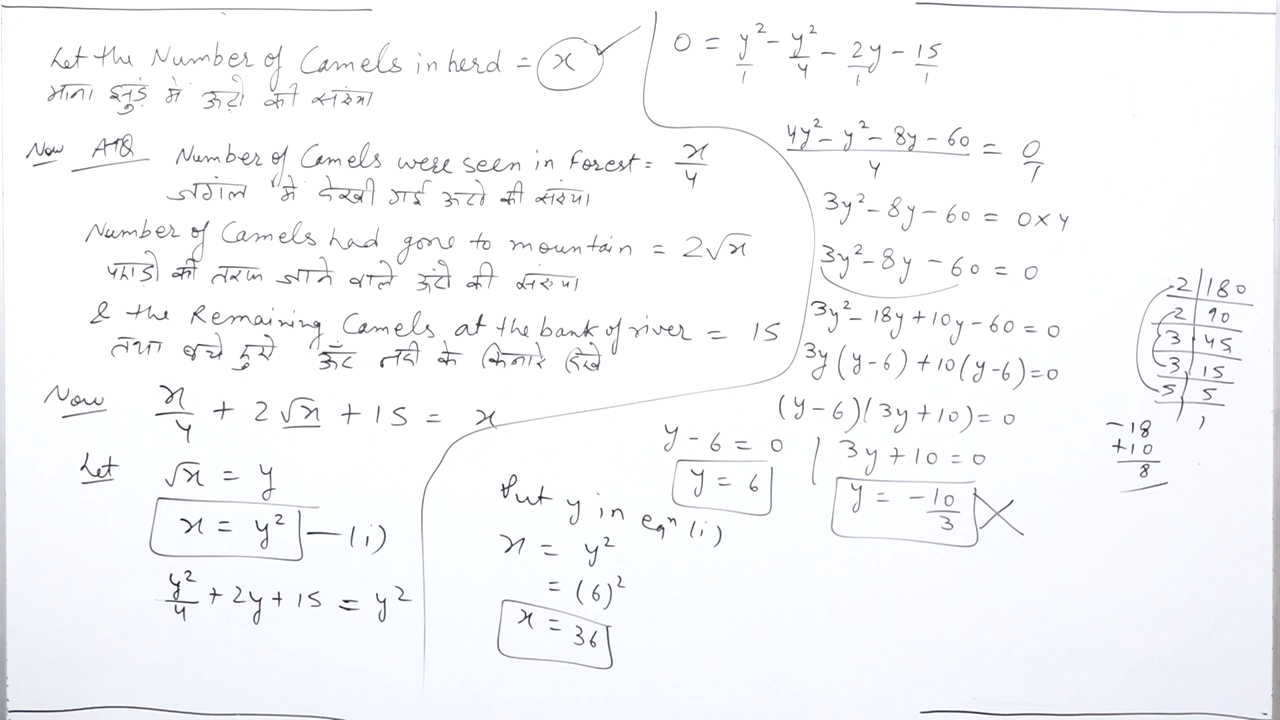 Let the Number of Camels in herd = x
माना झुंड में ऊंटो की संख्या
Now ATQ Number of Camels were seen in Forest = x/4
जगंल में देखी गई ऊंटो की संख्या
Number of Camels had gone to mountain = 2√x
पहाड़ो की तरफ जाने वाले ऊंटो की संख्या
& the Remaining Camels at the bank of river = 15
तथा बचे हुये ऊँट नदी के किनारे दिखे
Now x/4 + 2√x + 15 = x
Let √x = y
x = y² —(i)
y²/4 + 2y + 15 = y²
0 = y²/1 - y²/4 - 2y/1 - 15/1
(4y² - y² - 8y - 60)/4 = 0/1
3y² - 8y - 60 = 0×4
3y² - 8y - 60 = 0
3y² - 18y + 10y - 60 = 0
3y(y-6) + 10(y-6) = 0
(y-6)(3y+10) = 0
y - 6 = 0 | 3y + 10 = 0
y = 6 | y = -10/3
Put y in eqn (i)
x = y²
= (6)²
x = 36
2 | 180
2 | 90
3 | 45
3 | 15
5 | 5
| 1
-18
+10
8